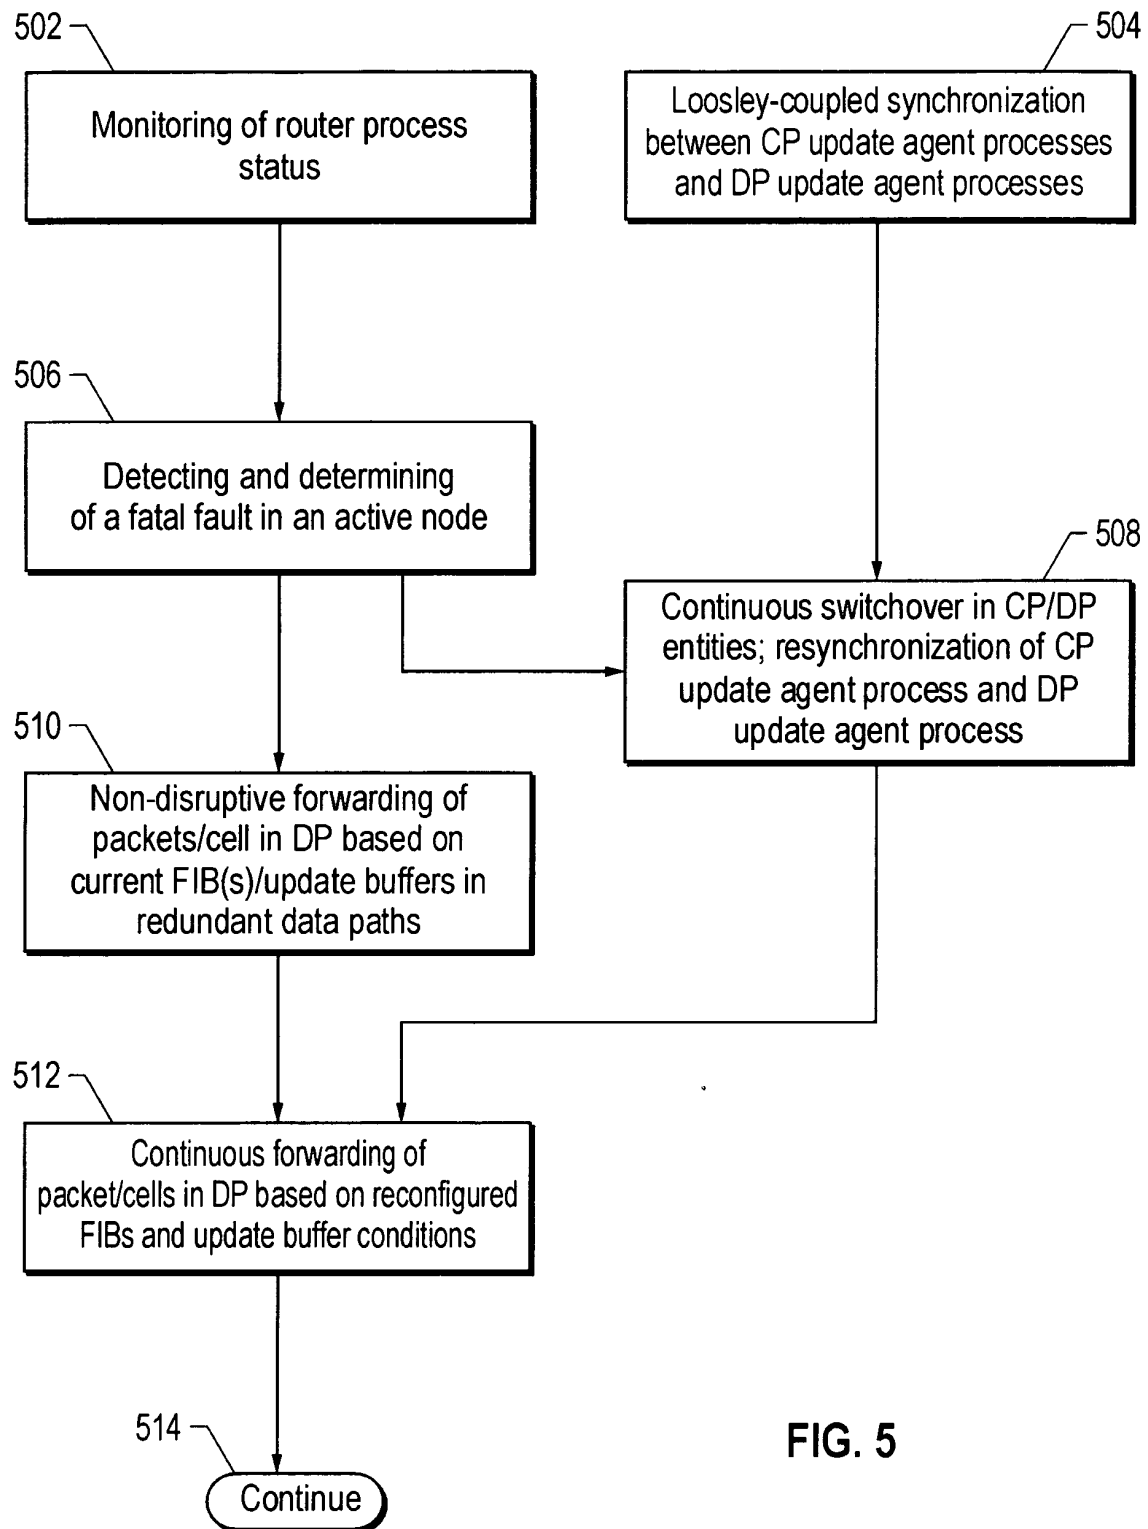 502
Monitoring of router process
status
504
Loosley-coupled synchronization
between CP update agent processes
and DP update agent processes
506
Detecting and determining
of a fatal fault in an active node
508
Continuous switchover in CP/DP
entities; resynchronization of CP
update agent process and DP
update agent process
510
Non-disruptive forwarding of
packets/cell in DP based on
current FIB(s)/update buffers in
redundant data paths
512
Continuous forwarding of
packet/cells in DP based on reconfigured
FIBs and update buffer conditions
514
Continue
FIG. 5